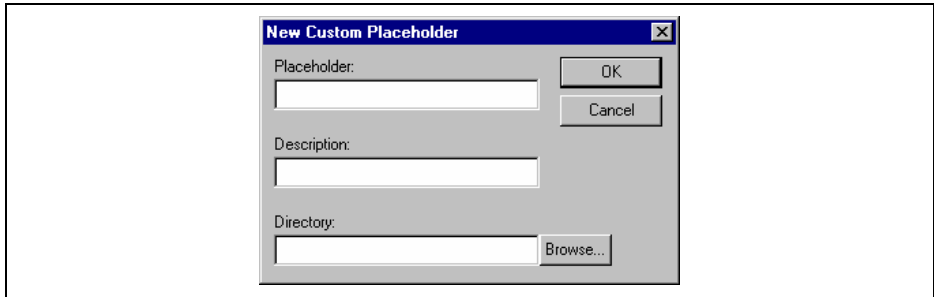 New Custom Placeholder
Placeholder:
OK
Cancel
Description:
Directory:
Browse...